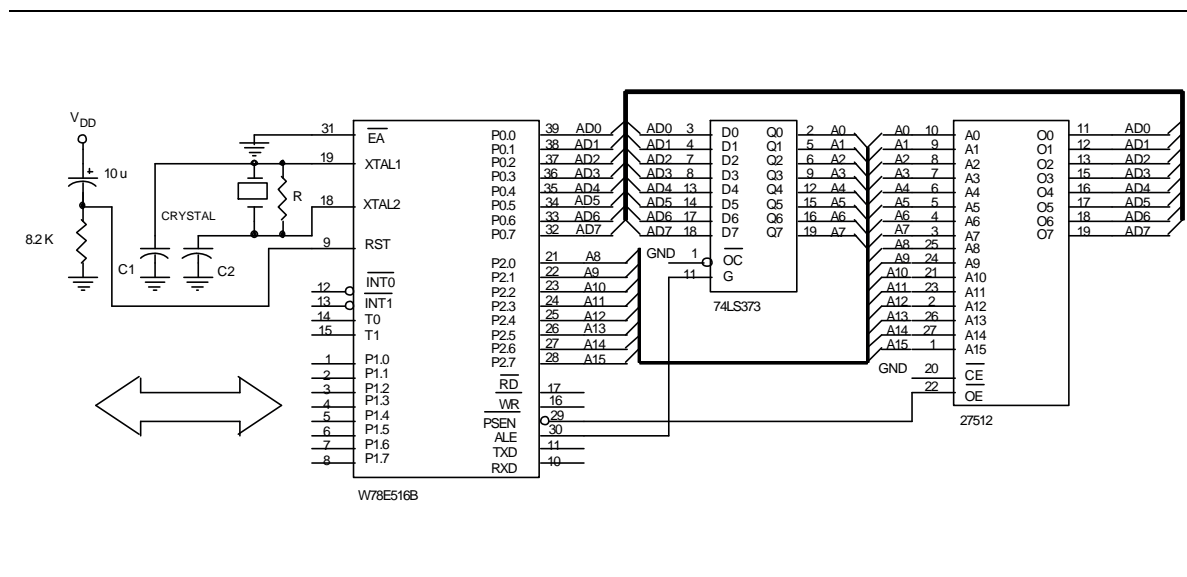 VDD
10 u
8.2 K
C1
CRYSTAL
C2
R
31 EA
19 XTAL1
18 XTAL2
9 RST
12 INT0
13 INT1
14 T0
15 T1
1 P1.0
2 P1.1
3 P1.2
4 P1.3
5 P1.4
6 P1.5
7 P1.6
8 P1.7
P0.0 39 AD0
P0.1 38 AD1
P0.2 37 AD2
P0.3 36 AD3
P0.4 35 AD4
P0.5 34 AD5
P0.6 33 AD6
P0.7 32 AD7
P2.0 21 A8
P2.1 22 A9
P2.2 23 A10
P2.3 24 A11
P2.4 25 A12
P2.5 26 A13
P2.6 27 A14
P2.7 28 A15
RD 17
WR 16
PSEN 29
ALE 30
TXD 11
RXD 10
W78E516B
AD0 3 D0 Q0 2 A0
AD1 4 D1 Q1 5 A1
AD2 7 D2 Q2 6 A2
AD3 8 D3 Q3 9 A3
AD4 13 D4 Q4 12 A4
AD5 14 D5 Q5 15 A5
AD6 17 D6 Q6 16 A6
AD7 18 D7 Q7 19 A7
GND 1 OC
11 G
74LS373
A0 10 A0
A1 9 A1
A2 8 A2
A3 7 A3
A4 6 A4
A5 5 A5
A6 4 A6
A7 3 A7
A8 25 A8
A9 24 A9
A10 21 A10
A11 23 A11
A12 2 A12
A13 26 A13
A14 27 A14
A15 1 A15
GND 20 CE
22 OE
O0 11 AD0
O1 12 AD1
O2 13 AD2
O3 15 AD3
O4 16 AD4
O5 17 AD5
O6 18 AD6
O7 19 AD7
27512